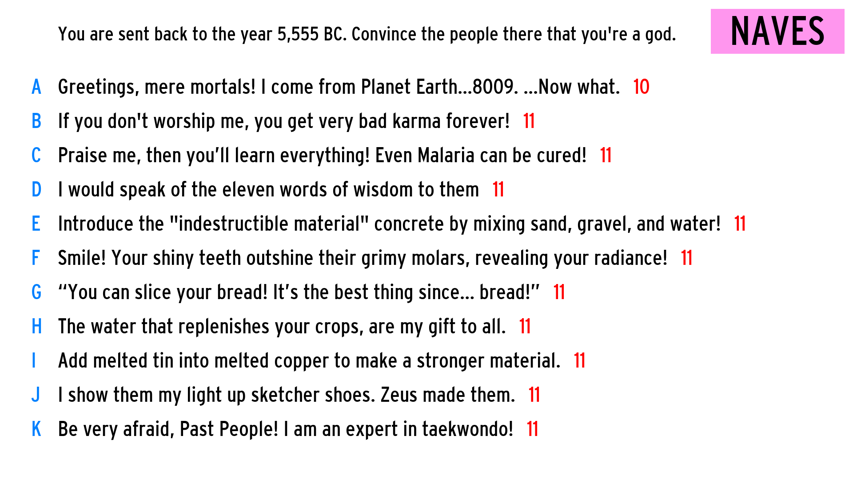 You are sent back to the year 5,555 BC. Convince the people there that you're a god.
NAVES
A Greetings, mere mortals! I come from Planet Earth...8009. ...Now what. 10
B If you don't worship me, you get very bad karma forever! 11
C Praise me, then you’ll learn everything! Even Malaria can be cured! 11
D I would speak of the eleven words of wisdom to them 11
E Introduce the "indestructible material" concrete by mixing sand, gravel, and water! 11
F Smile! Your shiny teeth outshine their grimy molars, revealing your radiance! 11
G “You can slice your bread! It’s the best thing since... bread!” 11
H The water that replenishes your crops, are my gift to all. 11
I Add melted tin into melted copper to make a stronger material. 11
J I show them my light up sketcher shoes. Zeus made them. 11
K Be very afraid, Past People! I am an expert in taekwondo! 11